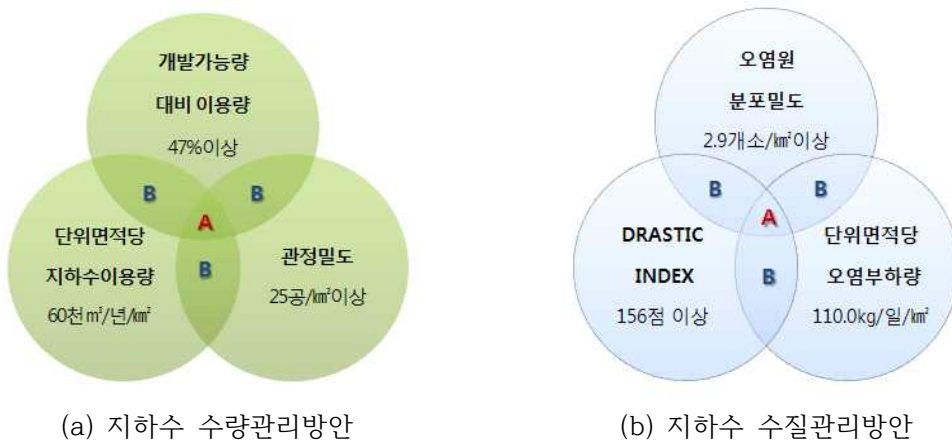 개발가능량
대비 이용량
47%이상
B
B
A
단위면적당
지하수이용량
60천㎥/년/㎢
B
관정밀도
25공/㎢이상
(a) 지하수 수량관리방안
오염원
분포밀도
2.9개소/㎢이상
B
B
A
DRASTIC
INDEX
156점 이상
B
단위면적당
오염부하량
110.0kg/일/㎢
(b) 지하수 수질관리방안